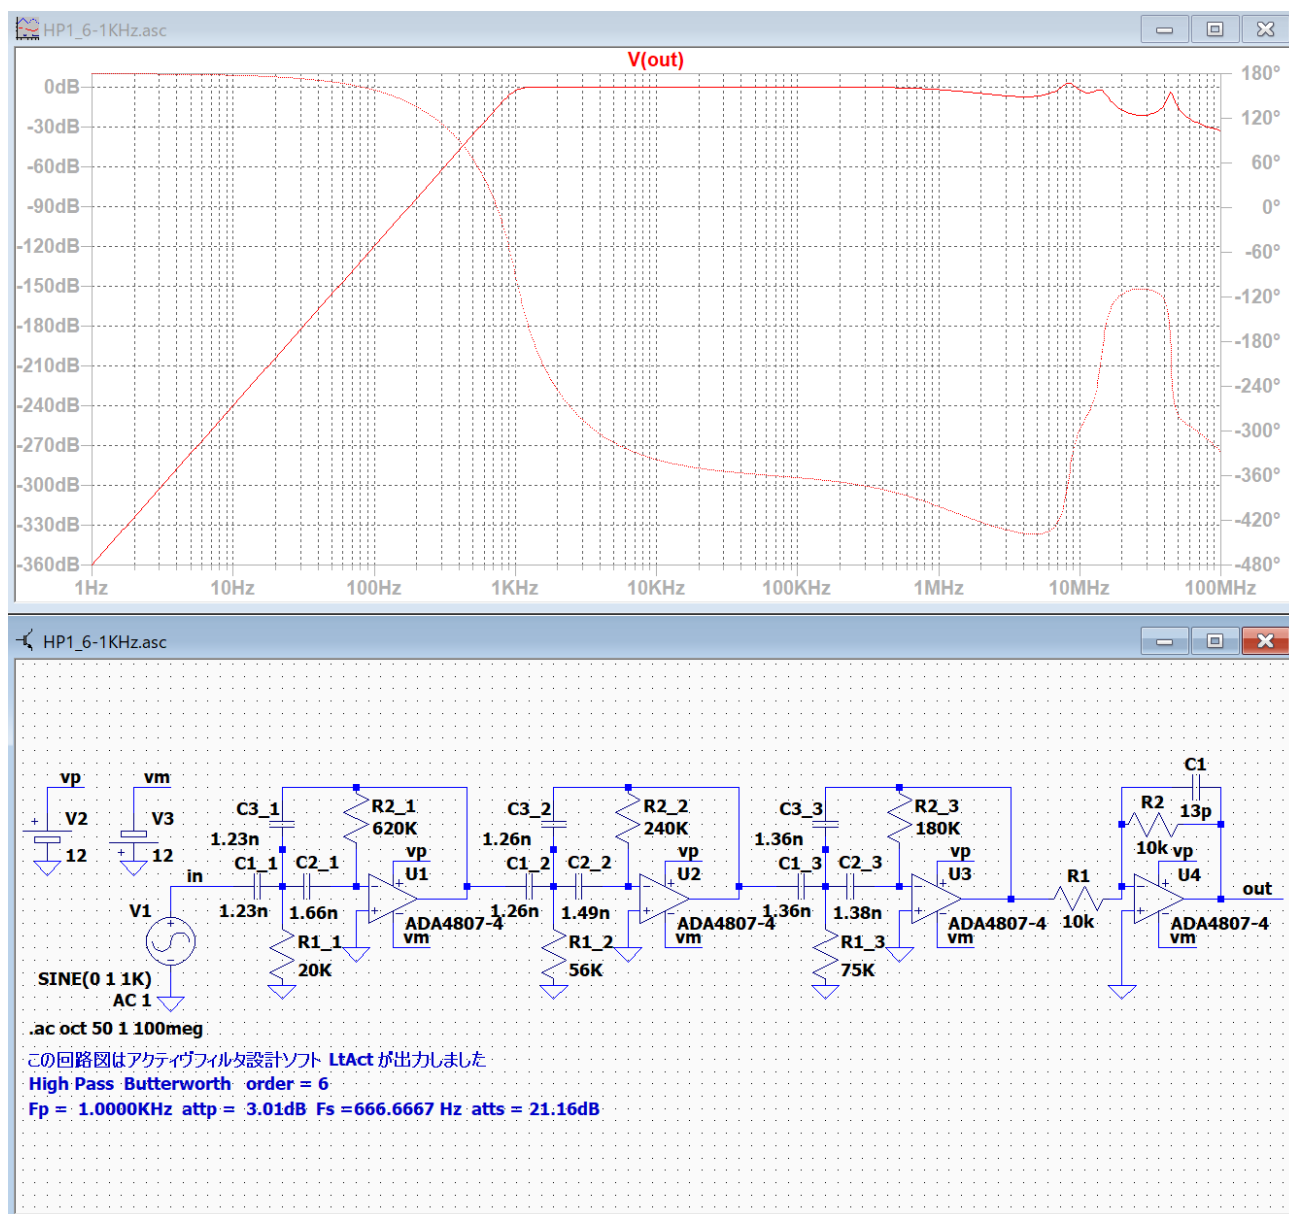 HP1_6-1KHz.asc
V(out)
0dB
-30dB
-60dB
-90dB
-120dB
-150dB
-180dB
-210dB
-240dB
-270dB
-300dB
-330dB
-360dB
180°
120°
60°
0°
-60°
-120°
-180°
-240°
-300°
-360°
-420°
-480°
1Hz 10Hz 100Hz 1KHz 10KHz 100KHz 1MHz 10MHz 100MHz
HP1_6-1KHz.asc
vp
V2
12
vm
V3
12
in
V1
SINE(0 1 1K)
AC 1
C3_1
1.23n
R2_1
620K
C1_1
1.23n
C2_1
1.66n
vp
U1
ADA4807-4
vm
R1_1
20K
C3_2
1.26n
R2_2
240K
C1_2
1.26n
C2_2
1.49n
vp
U2
ADA4807-4
vm
R1_2
56K
C3_3
1.36n
R2_3
180K
C1_3
1.36n
C2_3
1.38n
vp
U3
ADA4807-4
vm
R1_3
75K
C1
13p
R2
10k
R1
10k
vp
U4
ADA4807-4
vm
out
.ac oct 50 1 100meg
この回路図はアクティヴフィルタ設計ソフト LtAct が出力しました
High Pass Butterworth order = 6
Fp = 1.0000KHz attp = 3.01dB Fs =666.6667 Hz atts = 21.16dB